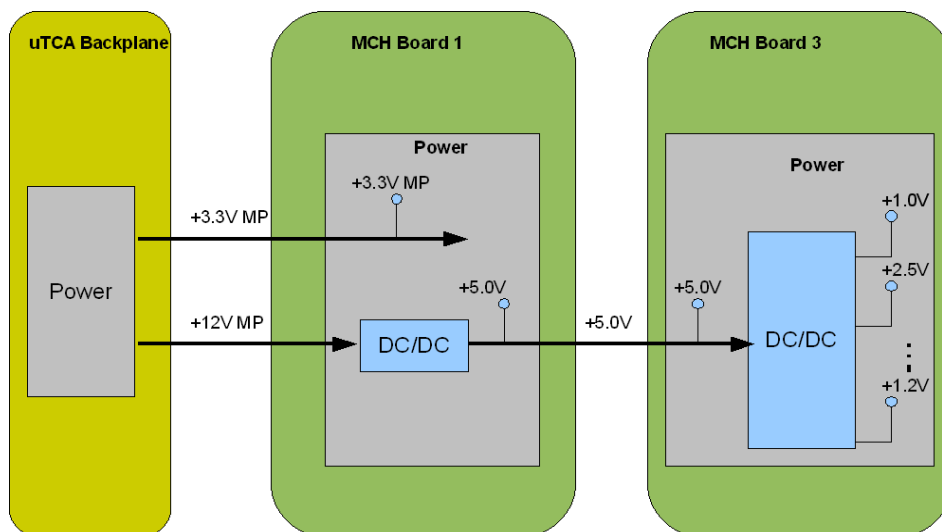 uTCA Backplane
MCH Board 1
MCH Board 3
Power
Power
+3.3V MP
+1.0V
+3.3V MP
+2.5V
Power
+5.0V
+5.0V
+12V MP
+5.0V
DC/DC
DC/DC
+1.2V